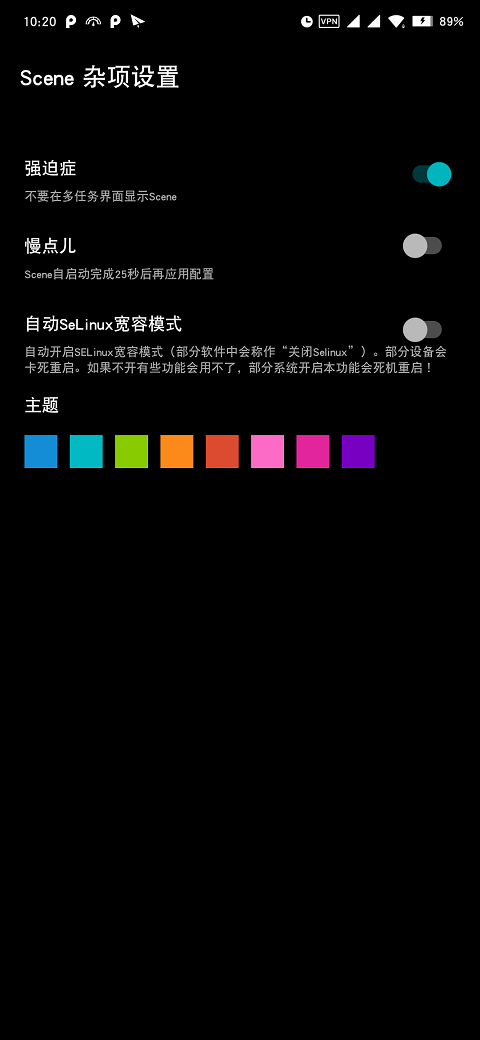 10:20 VPN 89%
Scene 杂项设置
强迫症
不要在多任务界面显示Scene
慢点儿
Scene自启动完成25秒后再应用配置
自动SeLinux宽容模式
自动开启SELinux宽容模式（部分软件中会称作“关闭Selinux”）。部分设备会
卡死重启。如果不开有些功能会用不了，部分系统开启本功能会死机重启！
主题